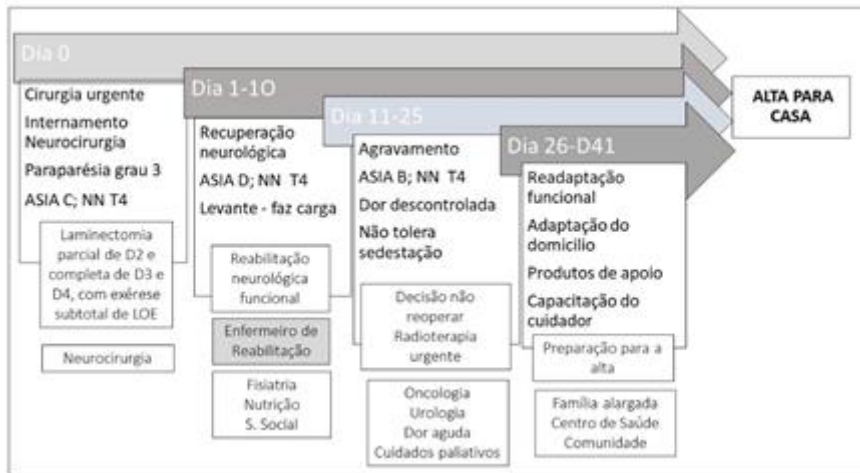 Dia 0
Cirurgia urgente
Internamento
Neurocirurgia
Paraparésia grau 3
ASIA C; NN T4
Laminectomia
parcial de D2 e
completa de D3 e
D4, com exérese
subtotal de LOE
Neurocirurgia
Dia 1-1O
Recuperação
neurológica
ASIA D; NN T4
Levante - faz carga
Reabilitação
neurológica
funcional
Enfermeiro de
Reabilitação
Fisiatria
Nutrição
S. Social
Dia 11-25
Agravamento
ASIA B; NN T4
Dor descontrolada
Não tolera
sedestação
Decisão não
reoperar
Radioterapia
urgente
Oncologia
Urologia
Dor aguda
Cuidados paliativos
Dia 26-D41
Readaptação
funcional
Adaptação do
domicilio
Produtos de apoio
Capacitação do
cuidador
Preparação para a
alta
Família alargada
Centro de Saúde
Comunidade
ALTA PARA
CASA